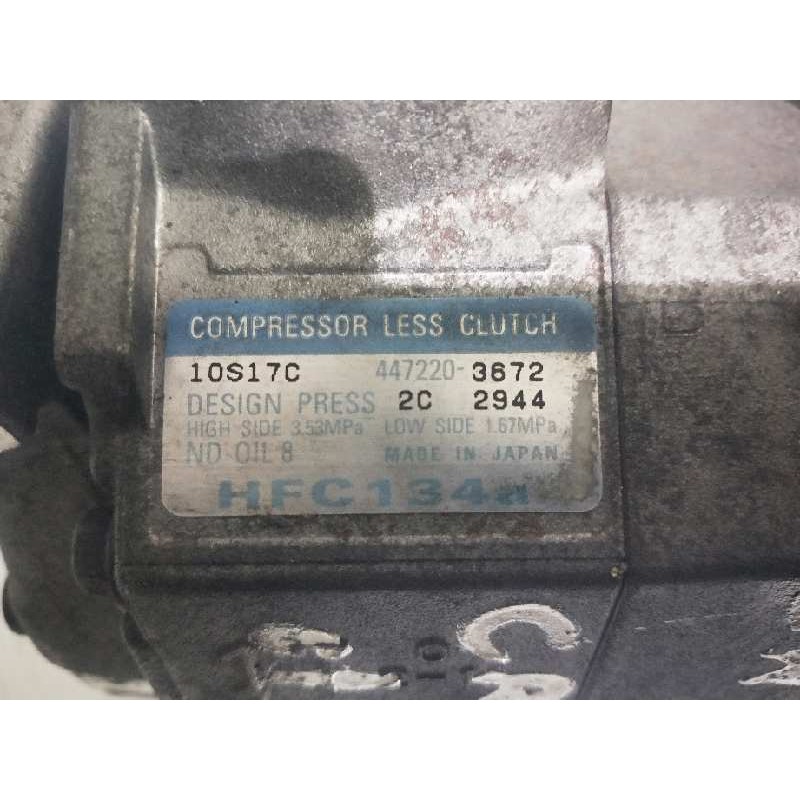 COMPRESSOR LESS CLUTCH
10S17C 447220-3672
DESIGN PRESS 2C 2944
HIGH SIDE 3.53MPa LOW SIDE 1.67MPa
ND OIL 8 MADE IN JAPAN
HFC134a
CR